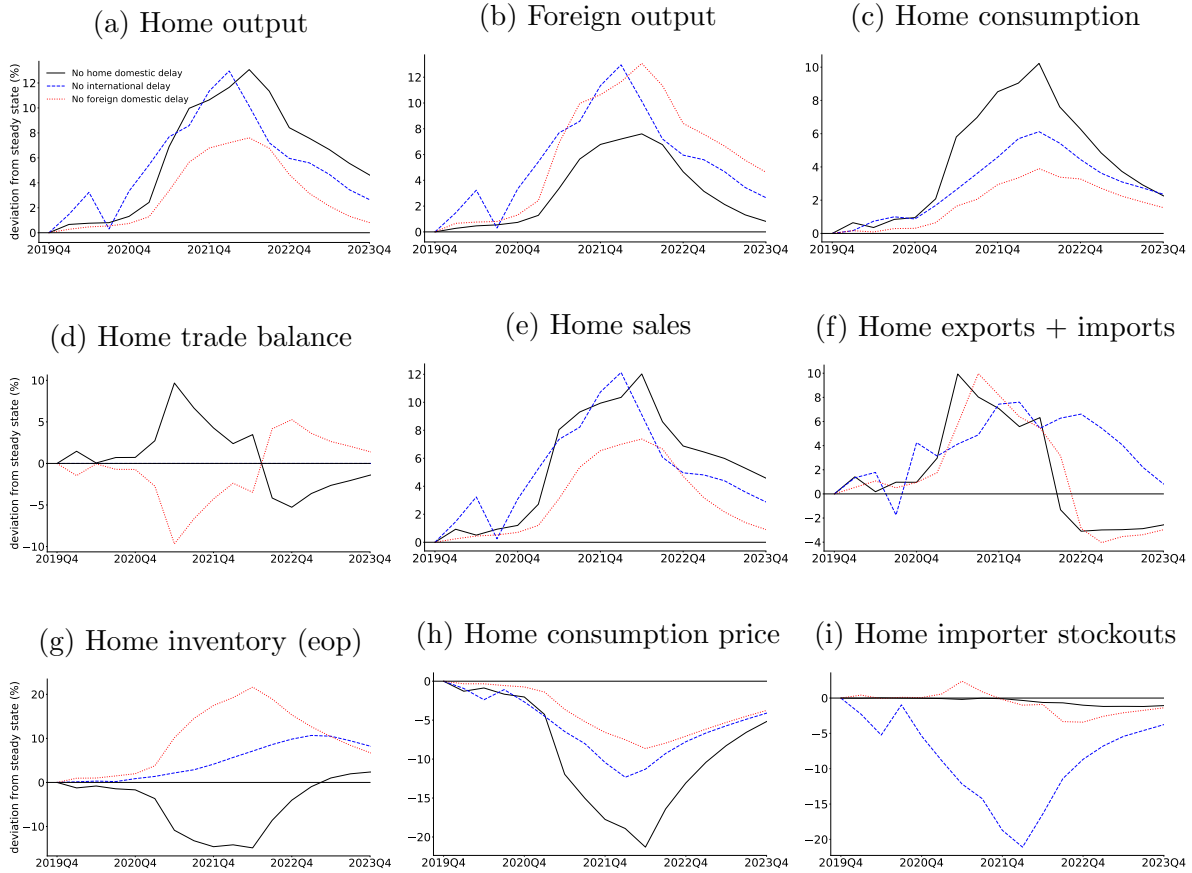 (a) Home output
deviation from steady state (%)
12
10
8
6
4
2
0
No home domestic delay
No international delay
No foreign domestic delay
2019Q4 2020Q4 2021Q4 2022Q4 2023Q4
(b) Foreign output
12
10
8
6
4
2
0
2019Q4 2020Q4 2021Q4 2022Q4 2023Q4
(c) Home consumption
10
8
6
4
2
0
2019Q4 2020Q4 2021Q4 2022Q4 2023Q4
(d) Home trade balance
deviation from steady state (%)
10
5
0
−5
−10
2019Q4 2020Q4 2021Q4 2022Q4 2023Q4
(e) Home sales
12
10
8
6
4
2
0
2019Q4 2020Q4 2021Q4 2022Q4 2023Q4
(f) Home exports + imports
10
8
6
4
2
0
−2
−4
2019Q4 2020Q4 2021Q4 2022Q4 2023Q4
(g) Home inventory (eop)
deviation from steady state (%)
20
10
0
−10
2019Q4 2020Q4 2021Q4 2022Q4 2023Q4
(h) Home consumption price
0
−5
−10
−15
−20
2019Q4 2020Q4 2021Q4 2022Q4 2023Q4
(i) Home importer stockouts
0
−5
−10
−15
−20
2019Q4 2020Q4 2021Q4 2022Q4 2023Q4